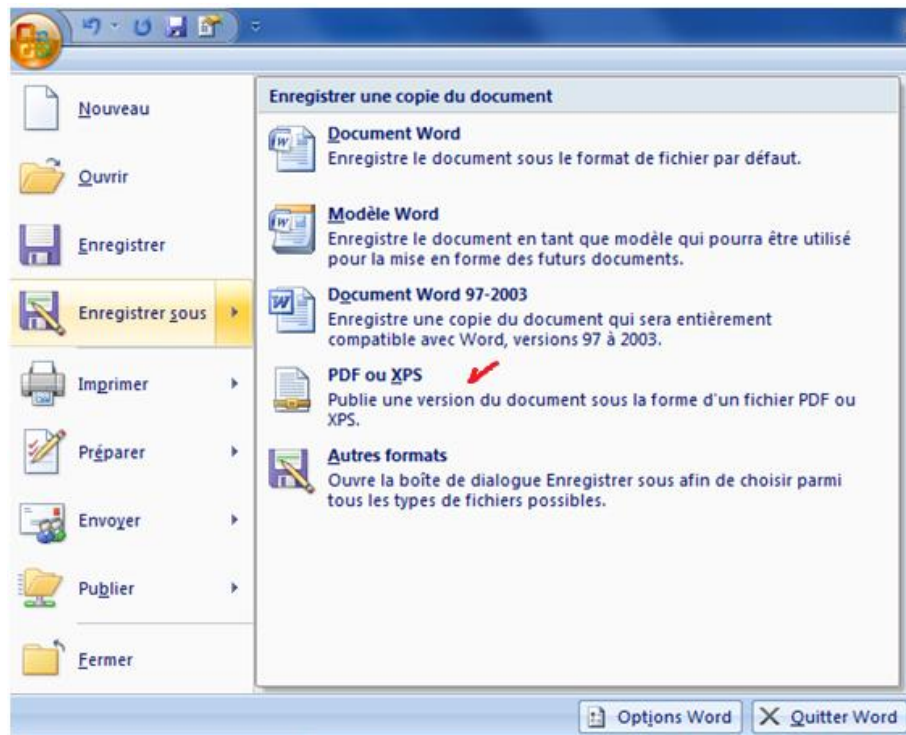 Nouveau
Ouvrir
Enregistrer
Enregistrer sous
Imprimer
Préparer
Envoyer
Publier
Fermer
Enregistrer une copie du document
Document Word
Enregistre le document sous le format de fichier par défaut.
Modèle Word
Enregistre le document en tant que modèle qui pourra être utilisé
pour la mise en forme des futurs documents.
Document Word 97-2003
Enregistre une copie du document qui sera entièrement
compatible avec Word, versions 97 à 2003.
PDF ou XPS
Publie une version du document sous la forme d'un fichier PDF ou
XPS.
Autres formats
Ouvre la boîte de dialogue Enregistrer sous afin de choisir parmi
tous les types de fichiers possibles.
Options Word
Quitter Word